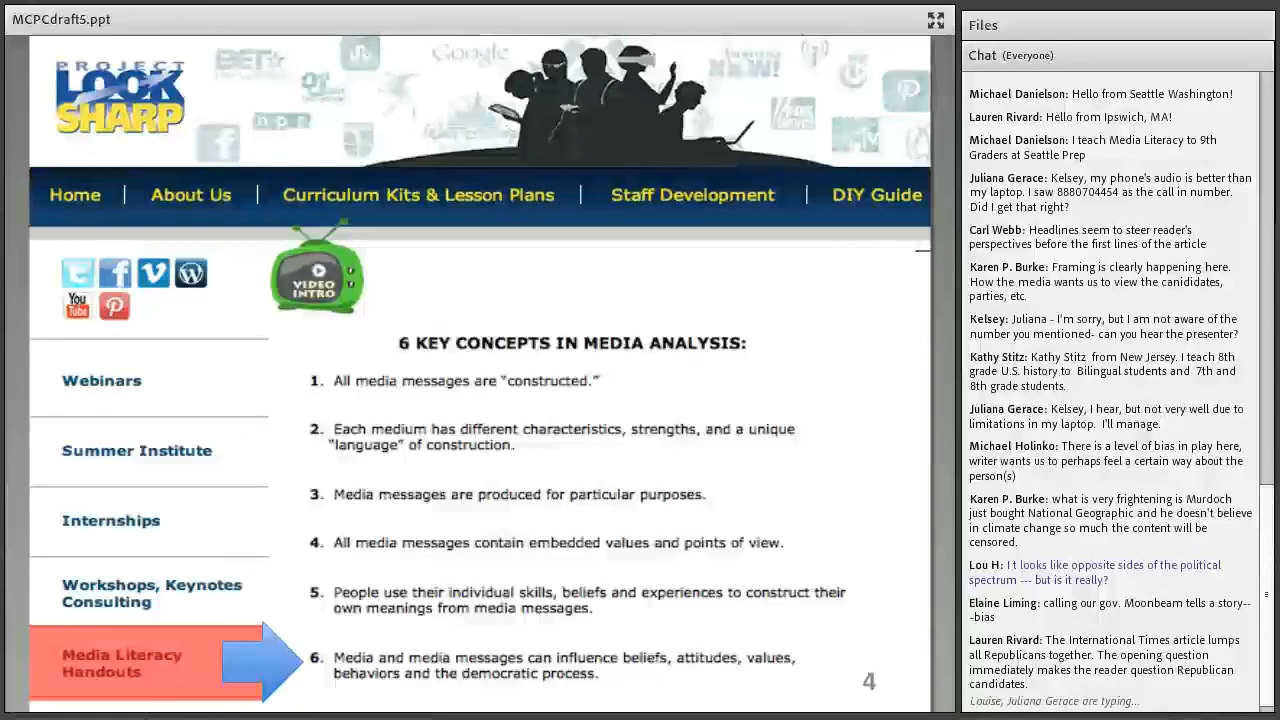 MCPCdraft5.ppt
PROJECT
LOOK
SHARP
BET
Google
npr
MTV
Home
About Us
Curriculum Kits & Lesson Plans
Staff Development
DIY Guide
VIDEO
INTRO
You
Tube
Webinars
Summer Institute
Internships
Workshops, Keynotes
Consulting
Media Literacy
Handouts
6 KEY CONCEPTS IN MEDIA ANALYSIS:
1. All media messages are "constructed."
2. Each medium has different characteristics, strengths, and a unique
"language" of construction.
3. Media messages are produced for particular purposes.
4. All media messages contain embedded values and points of view.
5. People use their individual skills, beliefs and experiences to construct their
own meanings from media messages.
6. Media and media messages can influence beliefs, attitudes, values,
behaviors and the democratic process.
4
Files
Chat (Everyone)
Michael Danielson: Hello from Seattle Washington!
Lauren Rivard: Hello from Ipswich, MA!
Michael Danielson: I teach Media Literacy to 9th
Graders at Seattle Prep
Juliana Gerace: Kelsey, my phone's audio is better than
my laptop. I saw 8880704454 as the call in number.
Did I get that right?
Carl Webb: Headlines seem to steer reader's
perspectives before the first lines of the article
Karen P. Burke: Framing is clearly happening here.
How the media wants us to view the canididates,
parties, etc.
Kelsey: Juliana - I'm sorry, but I am not aware of the
number you mentioned- can you hear the presenter?
Kathy Stitz: Kathy Stitz from New Jersey. I teach 8th
grade U.S. history to Bilingual students and 7th and
8th grade students.
Juliana Gerace: Kelsey, I hear, but not very well due to
limitations in my laptop. I'll manage.
Michael Holinko: There is a level of bias in play here,
writer wants us to perhaps feel a certain way about the
person(s)
Karen P. Burke: what is very frightening is Murdoch
just bought National Geographic and he doesn't believe
in climate change so much the content will be
censored.
Lou H: It looks like opposite sides of the political
spectrum --- but is it really?
Elaine Liming: calling our gov. Moonbeam tells a story--
-bias
Lauren Rivard: The International Times article lumps
all Republicans together. The opening question
immediately makes the reader question Republican
candidates.
Louise, Juliana Gerace are typing...